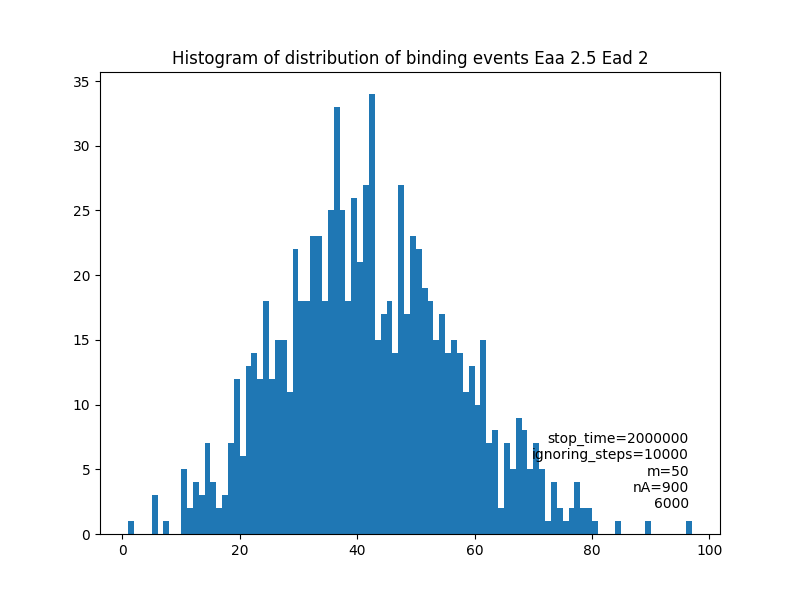 Histogram of distribution of binding events Eaa 2.5 Ead 2
35
30
25
20
15
10
5
0
stop_time=2000000
ignoring_steps=10000
m=50
nA=900
6000
0 20 40 60 80 100